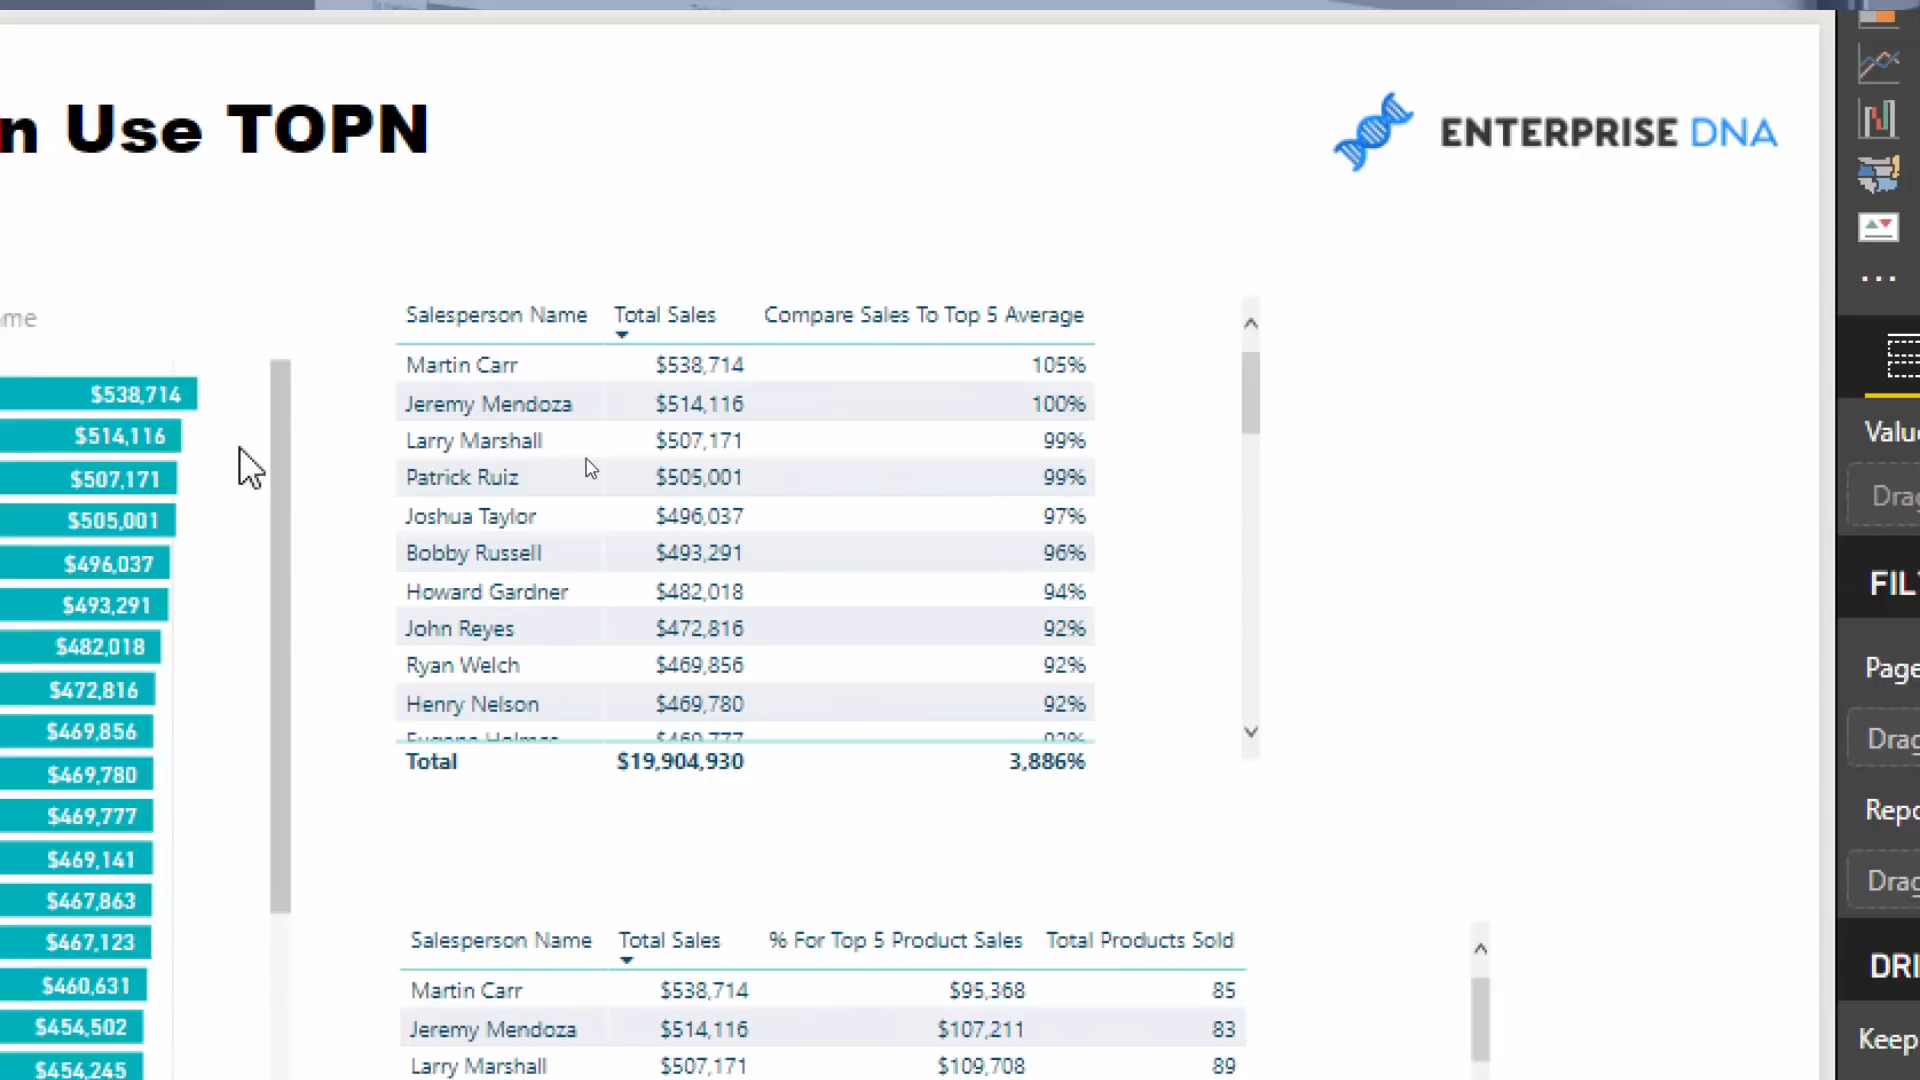 n Use TOPN
ENTERPRISE DNA
ame
$538,714
$514,116
$507,171
$505,001
$496,037
$493,291
$482,018
$472,816
$469,856
$469,780
$469,777
$469,141
$467,863
$467,123
$460,631
$454,502
$454,245
Salesperson Name Total Sales Compare Sales To Top 5 Average
Martin Carr $538,714 105%
Jeremy Mendoza $514,116 100%
Larry Marshall $507,171 99%
Patrick Ruiz $505,001 99%
Joshua Taylor $496,037 97%
Bobby Russell $493,291 96%
Howard Gardner $482,018 94%
John Reyes $472,816 92%
Ryan Welch $469,856 92%
Henry Nelson $469,780 92%
Total $19,904,930 3,886%
Salesperson Name Total Sales % For Top 5 Product Sales Total Products Sold
Martin Carr $538,714 $95,368 85
Jeremy Mendoza $514,116 $107,211 83
Larry Marshall $507,171 $109,708 89
Valu
Drag
FIL
Page
Drag
Repo
Drag
DRI
Keep